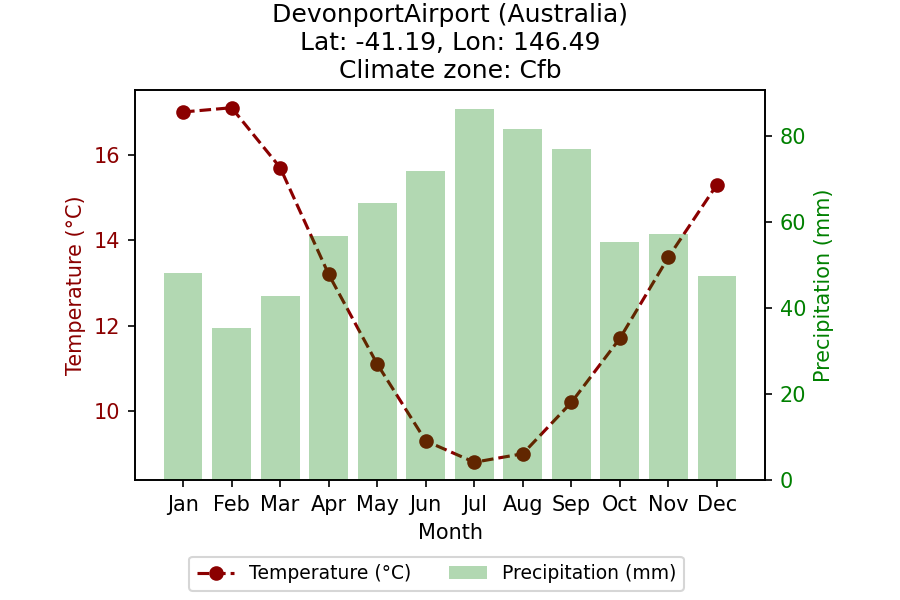 DevonportAirport (Australia)
Lat: -41.19, Lon: 146.49
Climate zone: Cfb
Temperature (°C)
16
14
12
10
Precipitation (mm)
80
60
40
20
0
Jan Feb Mar Apr May Jun Jul Aug Sep Oct Nov Dec
Month
Temperature (°C) Precipitation (mm)